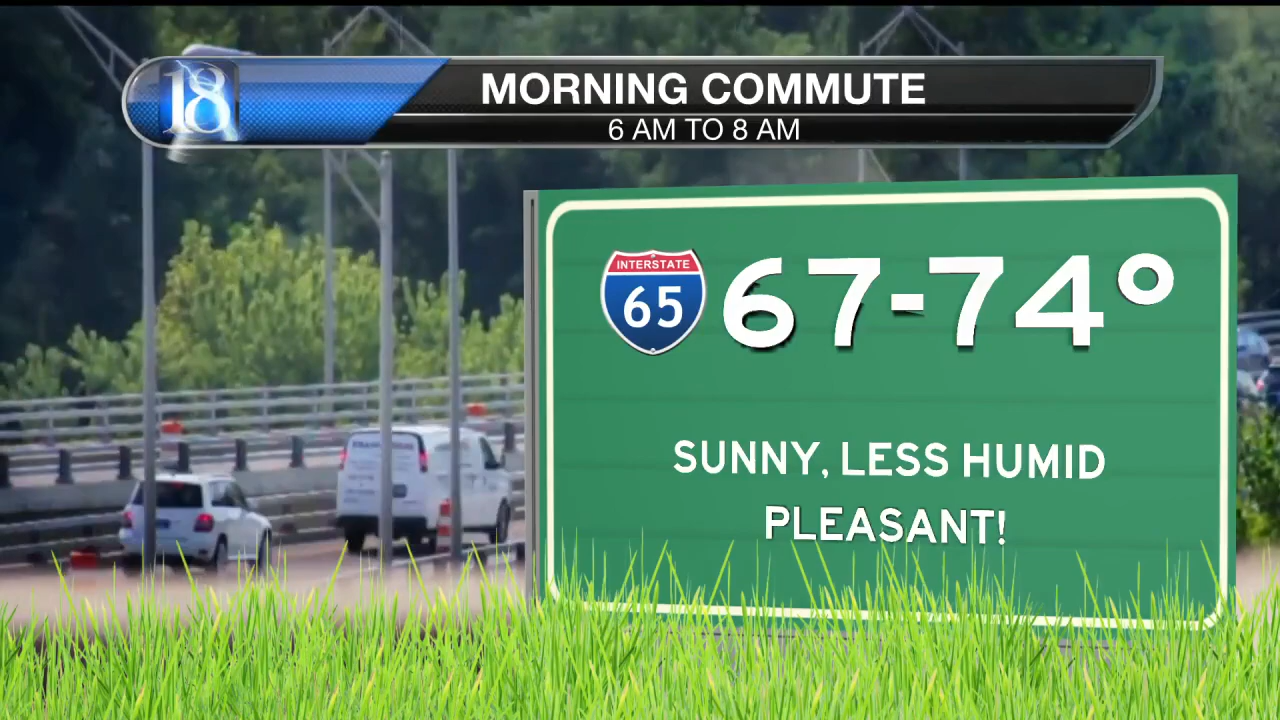 18
MORNING COMMUTE
6 AM TO 8 AM
INTERSTATE
65
67-74°
SUNNY, LESS HUMID
PLEASANT!